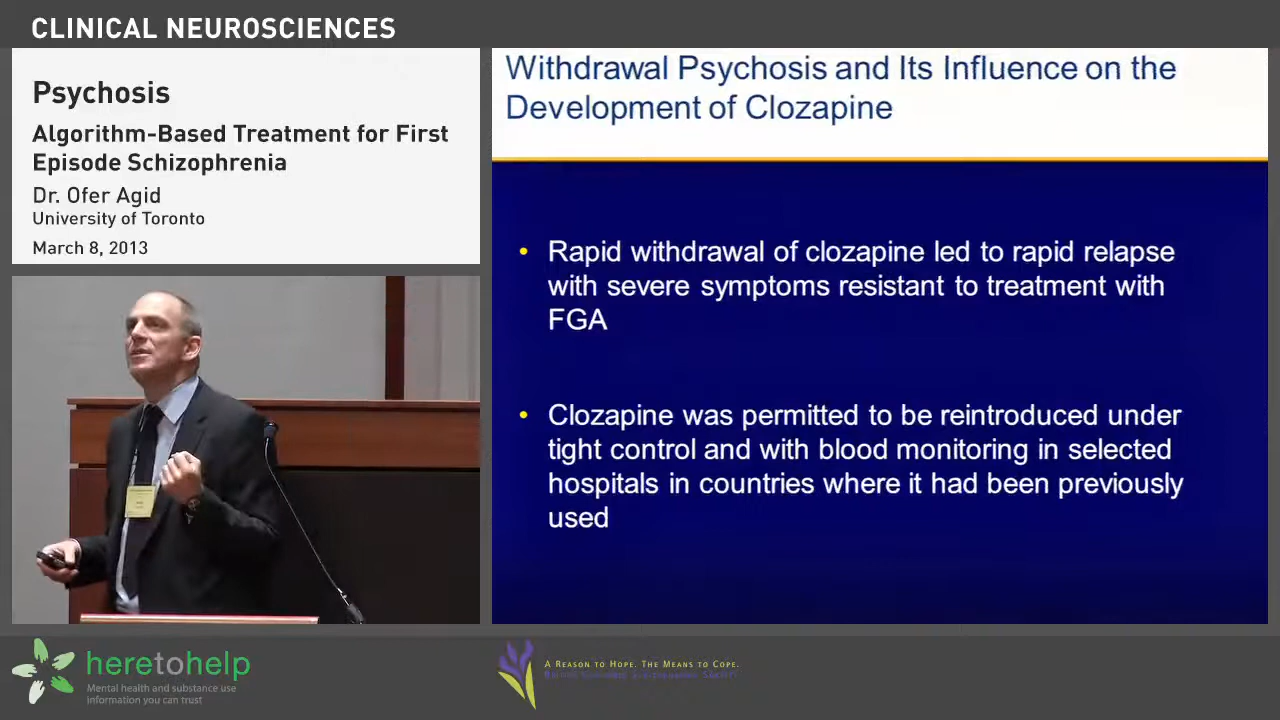 CLINICAL NEUROSCIENCES
Psychosis
Algorithm-Based Treatment for First
Episode Schizophrenia
Dr. Ofer Agid
University of Toronto
March 8, 2013
Withdrawal Psychosis and Its Influence on the
Development of Clozapine
• Rapid withdrawal of clozapine led to rapid relapse
with severe symptoms resistant to treatment with
FGA
• Clozapine was permitted to be reintroduced under
tight control and with blood monitoring in selected
hospitals in countries where it had been previously
used
heretohelp
Mental health and substance use
information you can trust
A Reason to Hope. The Means to Cope.